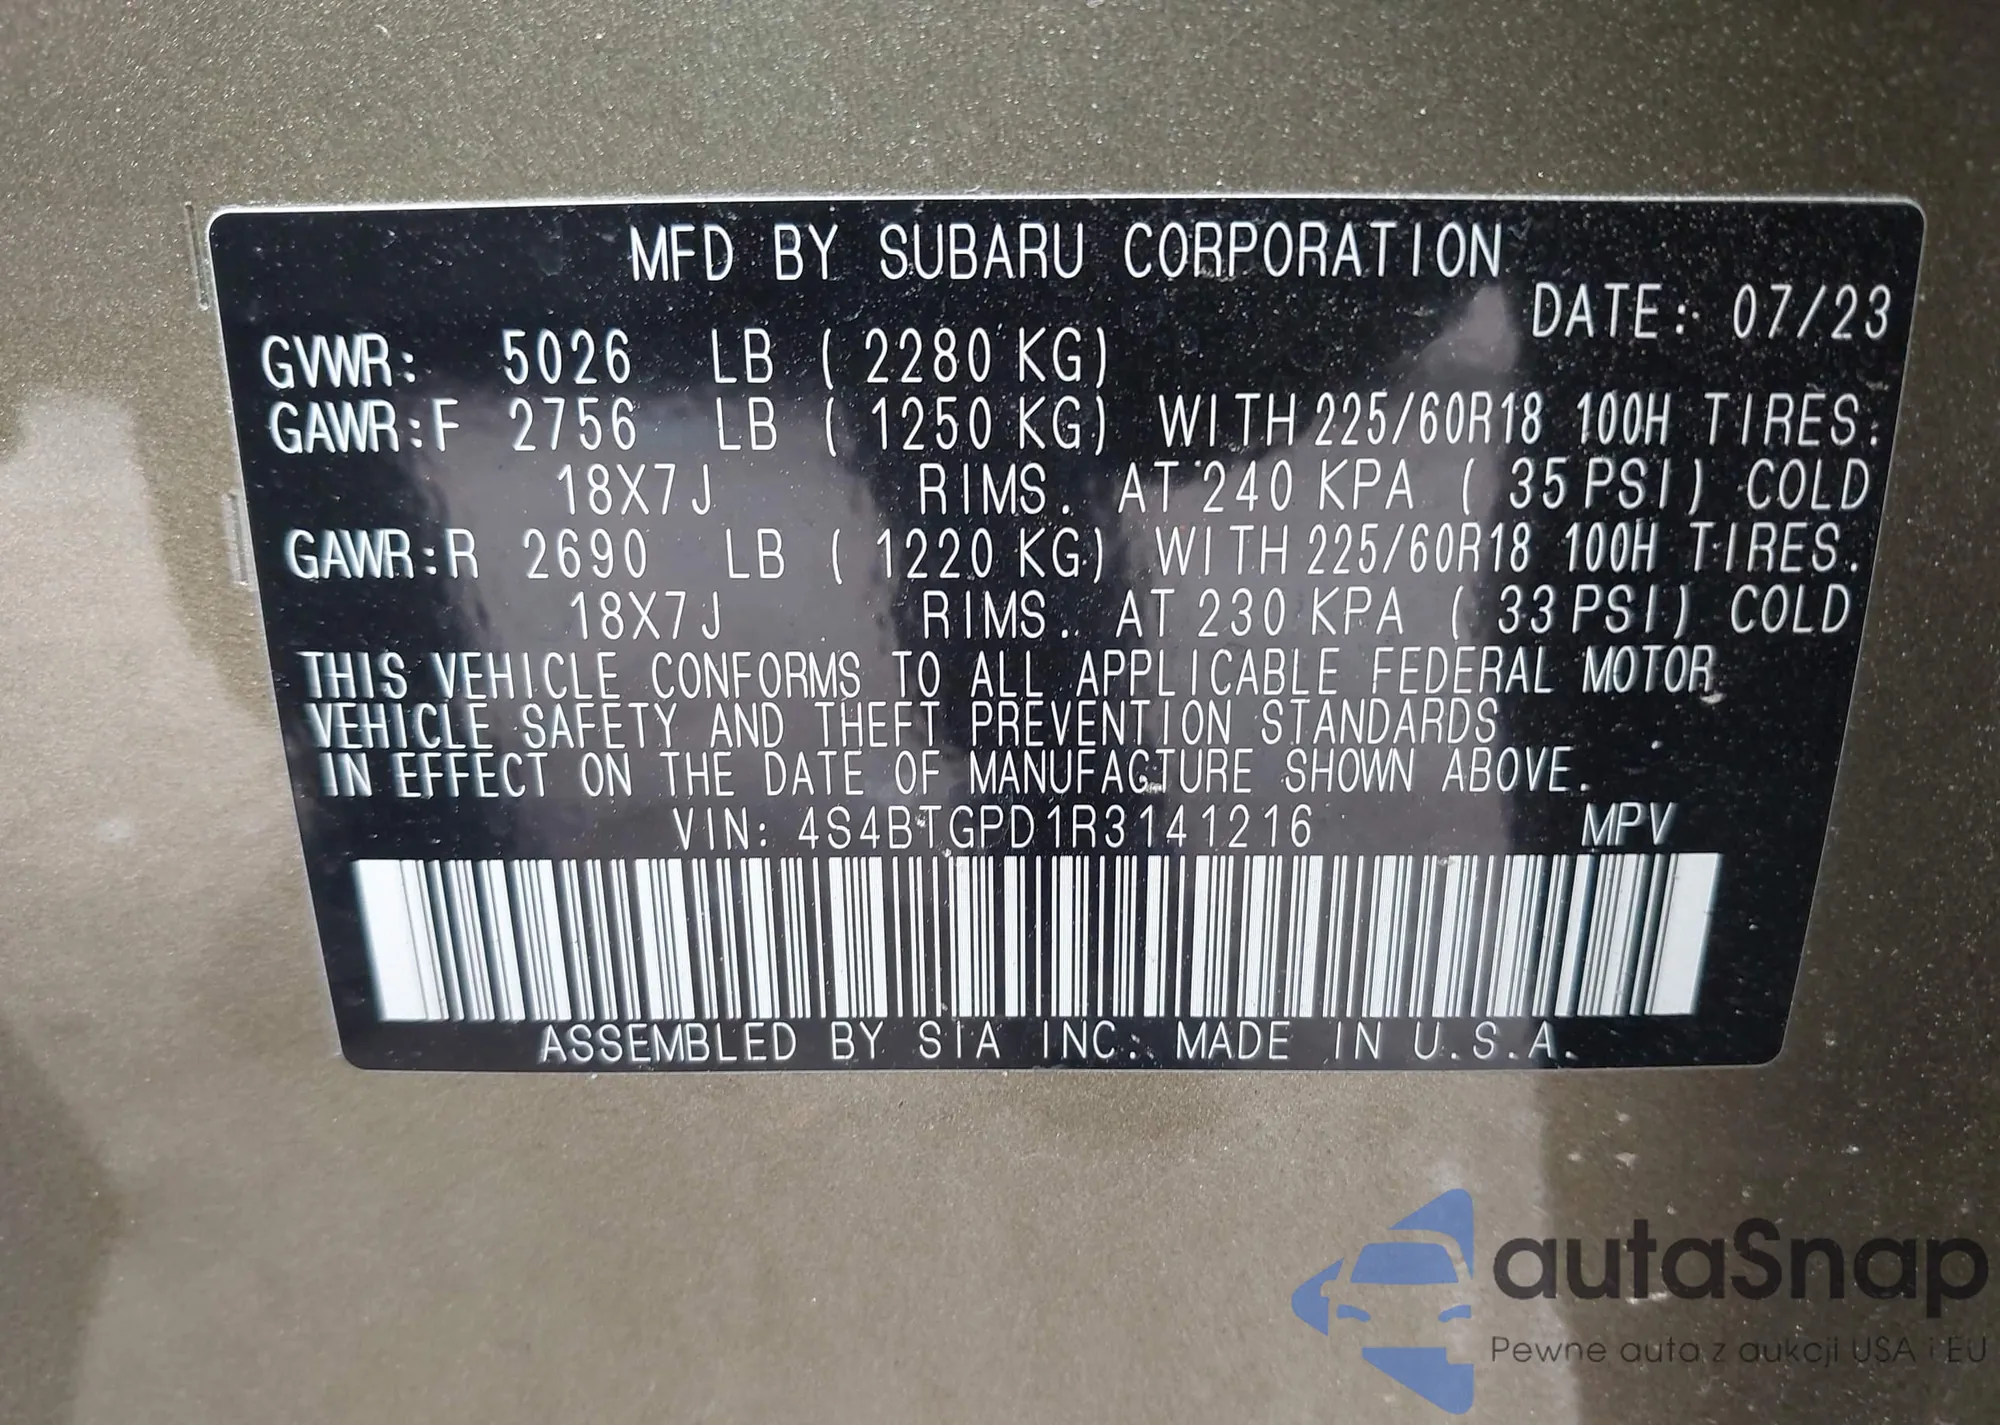 MFD BY SUBARU CORPORATION
DATE: 07/23
GVWR: 5026 LB ( 2280 KG)
GAWR:F 2756 LB ( 1250 KG) WITH 225/60R18 100H TIRES.
18X7J RIMS. AT 240 KPA ( 35 PSI) COLD
GAWR:R 2690 LB ( 1220 KG) WITH 225/60R18 100H TIRES.
18X7J RIMS. AT 230 KPA ( 33 PSI) COLD
THIS VEHICLE CONFORMS TO ALL APPLICABLE FEDERAL MOTOR
VEHICLE SAFETY AND THEFT PREVENTION STANDARDS
IN EFFECT ON THE DATE OF MANUFACTURE SHOWN ABOVE.
VIN: 4S4BTGPD1R3141216 MPV
ASSEMBLED BY SIA INC. MADE IN U.S.A.
autaSnap
Pewne auta z aukcji USA i EU